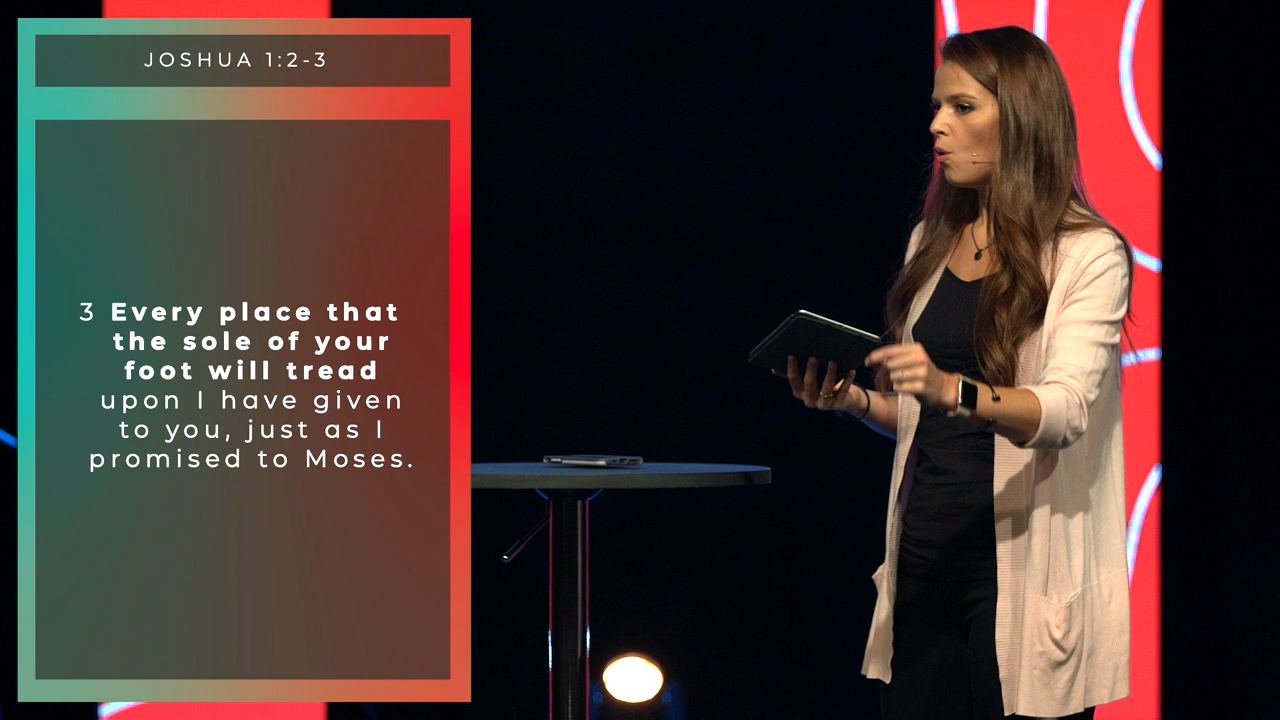 JOSHUA 1:2-3
3 Every place that
the sole of your
foot will tread
upon I have given
to you, just as I
promised to Moses.